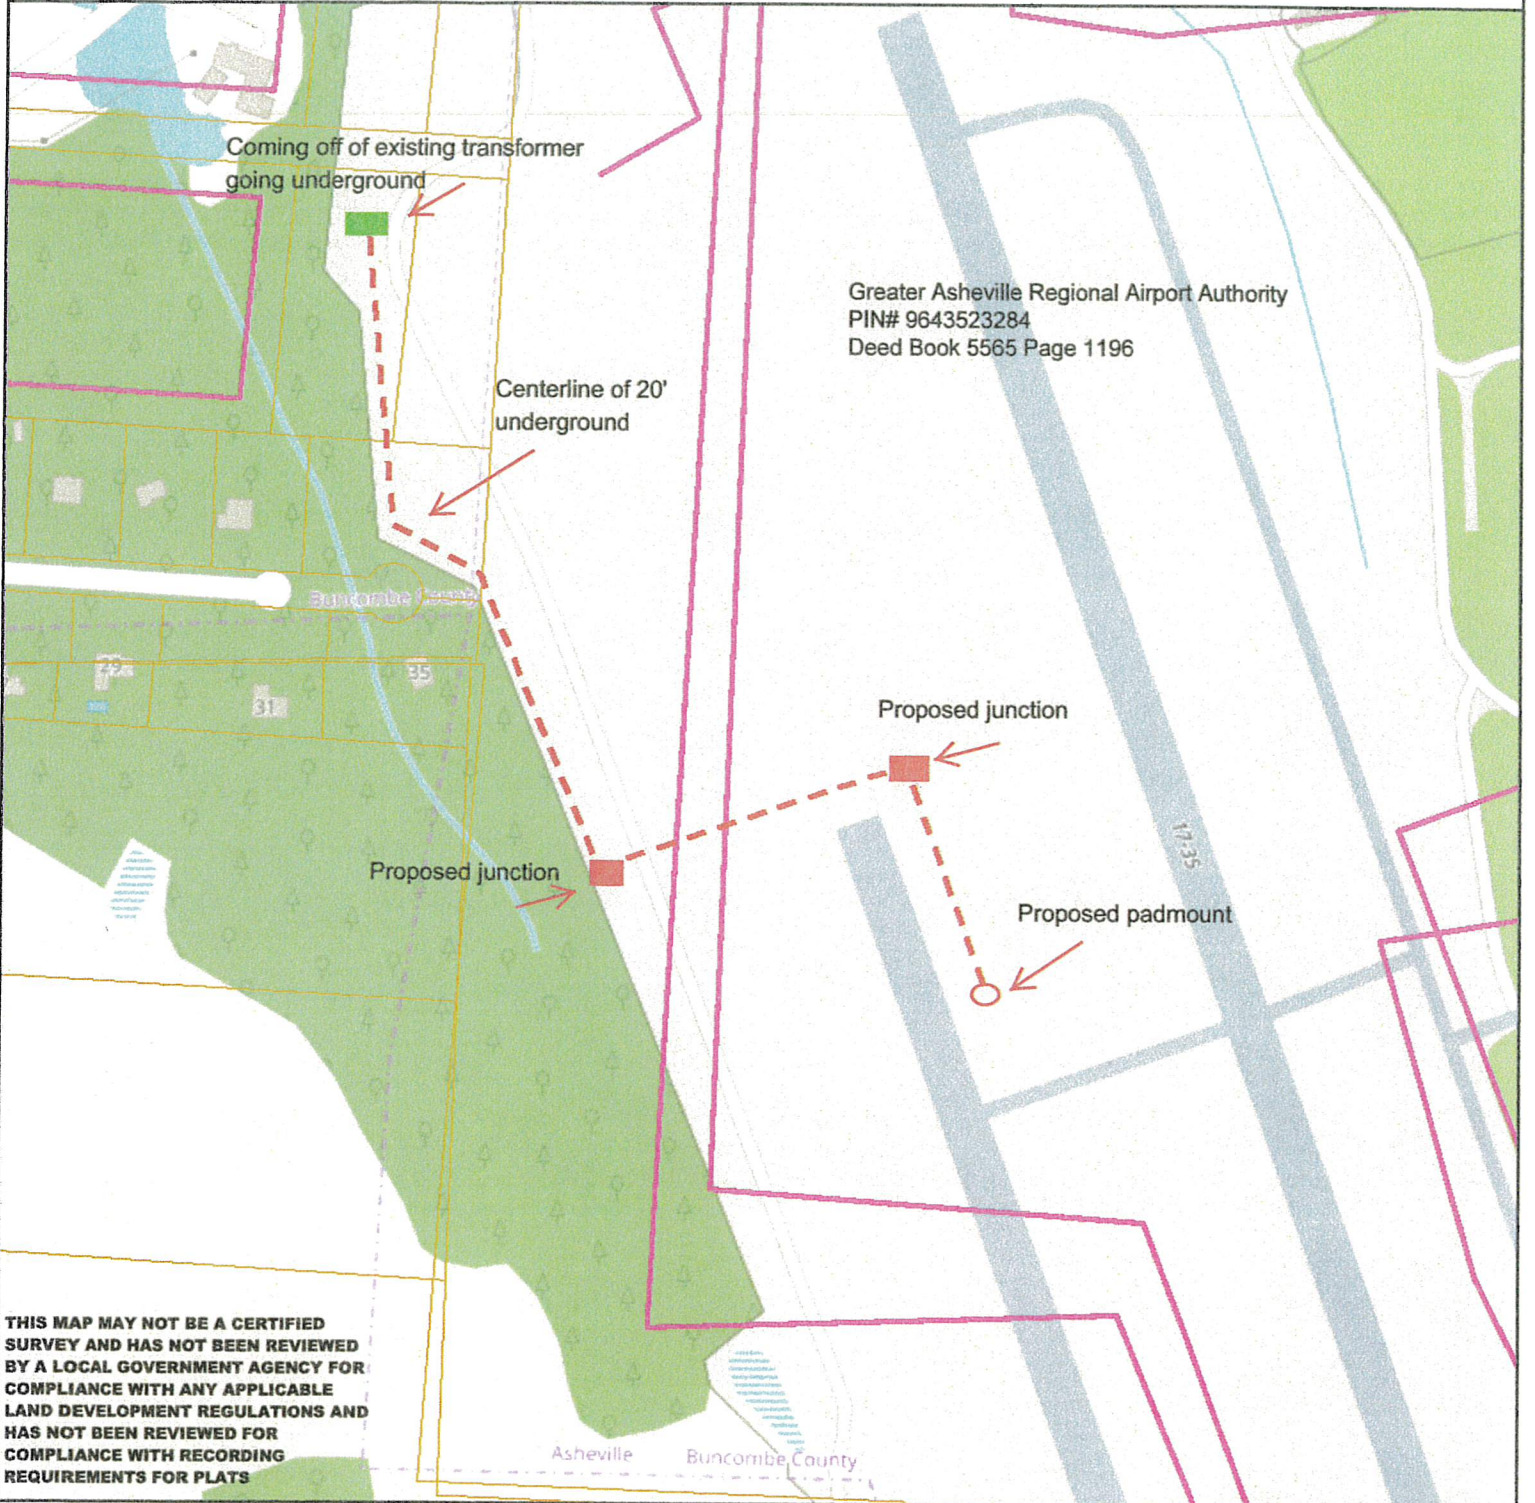 Coming off of existing transformer
going underground
Greater Asheville Regional Airport Authority
PIN# 9643523284
Deed Book 5565 Page 1196
Centerline of 20'
underground
Buncombe County
29
35
31
Proposed junction
17-35
Proposed junction
Proposed padmount
THIS MAP MAY NOT BE A CERTIFIED
SURVEY AND HAS NOT BEEN REVIEWED
BY A LOCAL GOVERNMENT AGENCY FOR
COMPLIANCE WITH ANY APPLICABLE
LAND DEVELOPMENT REGULATIONS AND
HAS NOT BEEN REVIEWED FOR
COMPLIANCE WITH RECORDING
REQUIREMENTS FOR PLATS
Asheville
Buncombe County